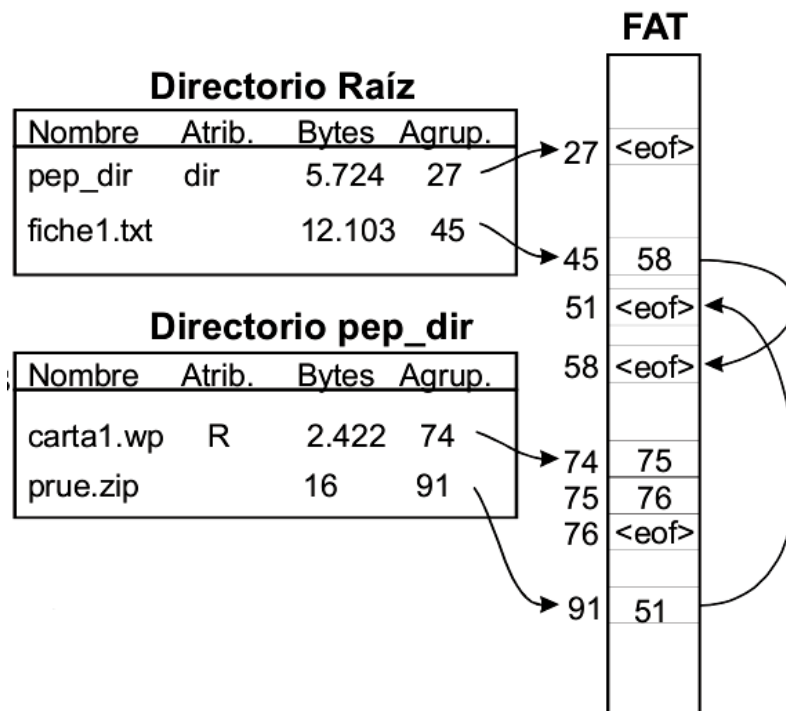 FAT
Directorio Raíz
Nombre Atrib. Bytes Agrup.
pep_dir dir 5.724 27
fiche1.txt 12.103 45
Directorio pep_dir
Nombre Atrib. Bytes Agrup.
carta1.wp R 2.422 74
prue.zip 16 91
27 <eof>
45 58
51 <eof>
58 <eof>
74 75
75 76
76 <eof>
91 51